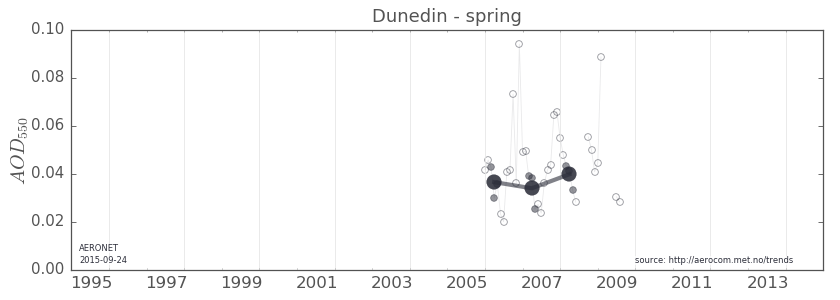 Dunedin - spring
0.10
0.08
0.06
0.04
0.02
0.00
AOD550
AERONET
2015-09-24
source: http://aerocom.met.no/trends
1995 1997 1999 2001 2003 2005 2007 2009 2011 2013